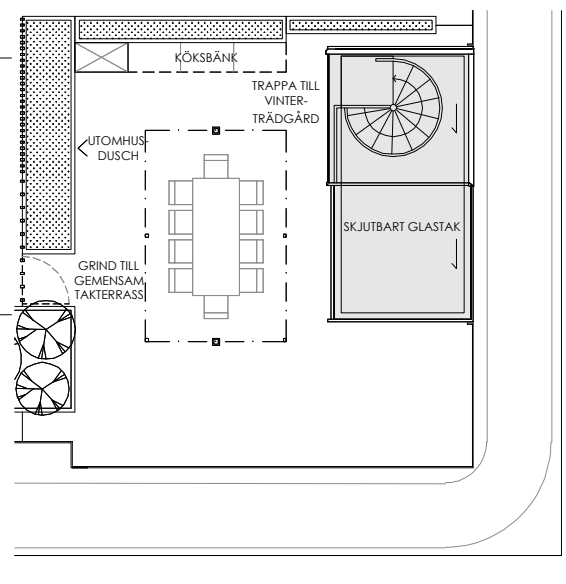 KÖKSBÄNK
TRAPPA TILL
VINTER-
TRÄDGÅRD
UTOMHUS-
DUSCH
SKJUTBART GLASTAK
GRIND TILL
GEMENSAM
TAKTERRASS